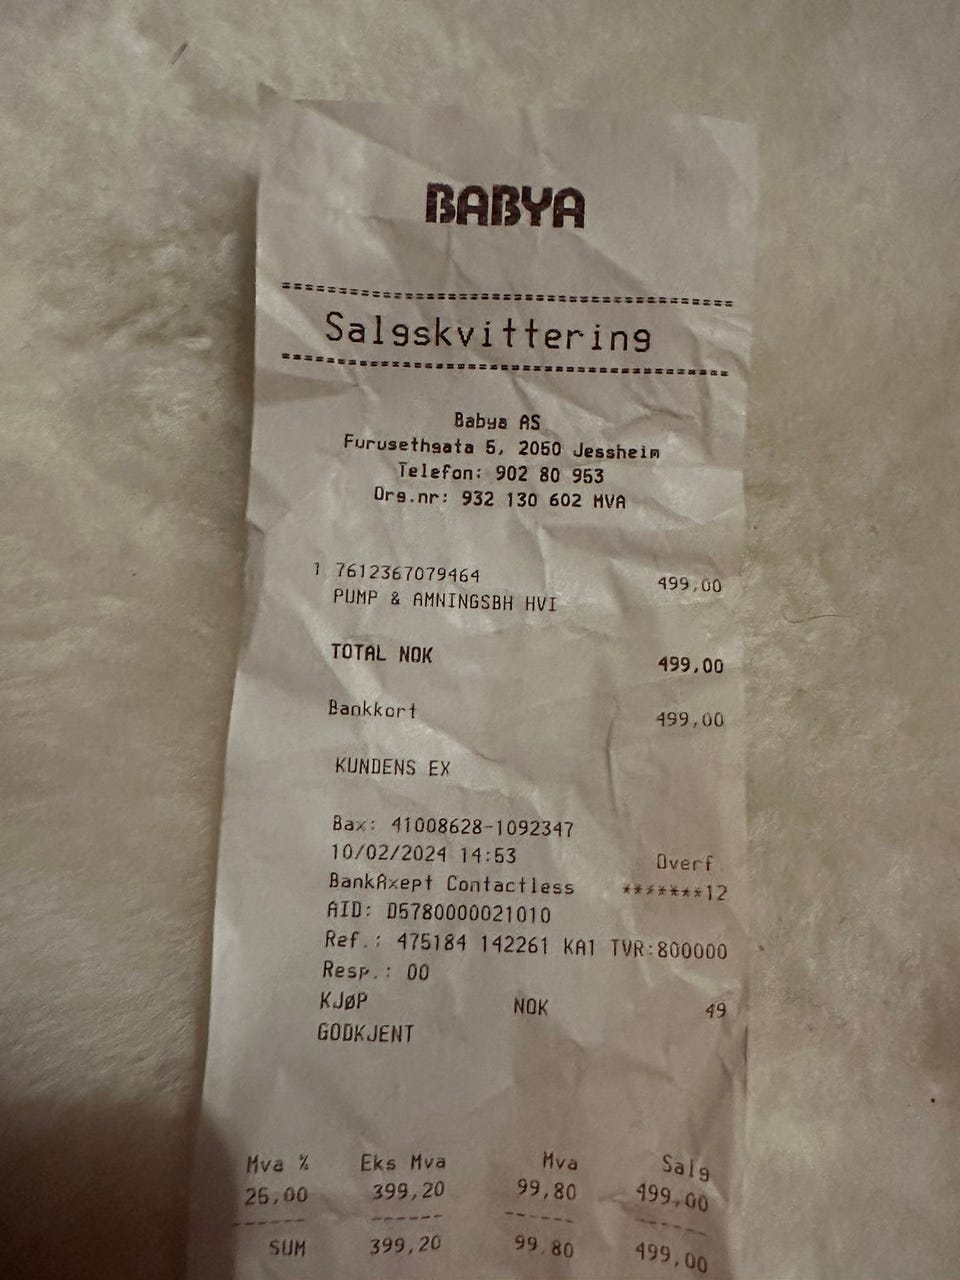 BABYA
==========================================
Salgskvittering
==========================================
Babya AS
Furusethgata 5, 2050 Jessheim
Telefon: 902 80 953
Org.nr: 932 130 602 MVA
1 7612367079464 499,00
PUMP & AMNINGSBH HVI
TOTAL NOK 499,00
Bankkort 499,00
KUNDENS EX
Bax: 41008628-1092347
10/02/2024 14:53 Overf
BankAxept Contactless *******12
AID: D5780000021010
Ref.: 475184 142261 KA1 TVR:800000
Resp.: 00
KJØP NOK 49
GODKJENT
Mva % Eks Mva Mva Salg
25,00 399,20 99,80 499,00
------ ------- ------- -------
SUM 399,20 99,80 499,00